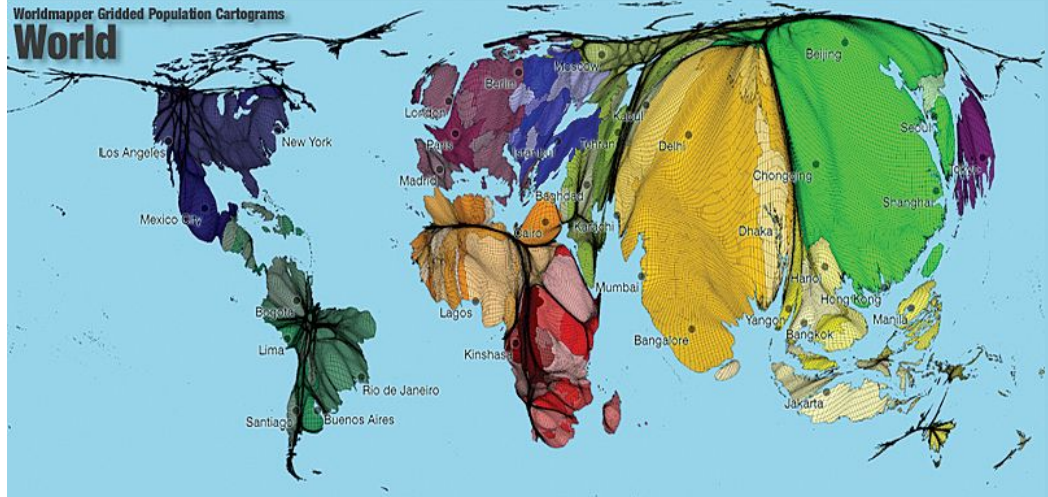 Worldmapper Gridded Population Cartograms
World
Moscow
Beijing
Berlin
London
Kabul
Seoul
New York
Paris
Istanbul
Tehran
Delhi
Los Angeles
Tokyo
Madrid
Chongqing
Baghdad
Shanghai
Mexico City
Cairo
Karachi
Dhaka
Hanoi
Mumbai
Hong Kong
Bogota
Lagos
Yangon
Manila
Bangkok
Lima
Kinshasa
Bangalore
Rio de Janeiro
Jakarta
Santiago
Buenos Aires